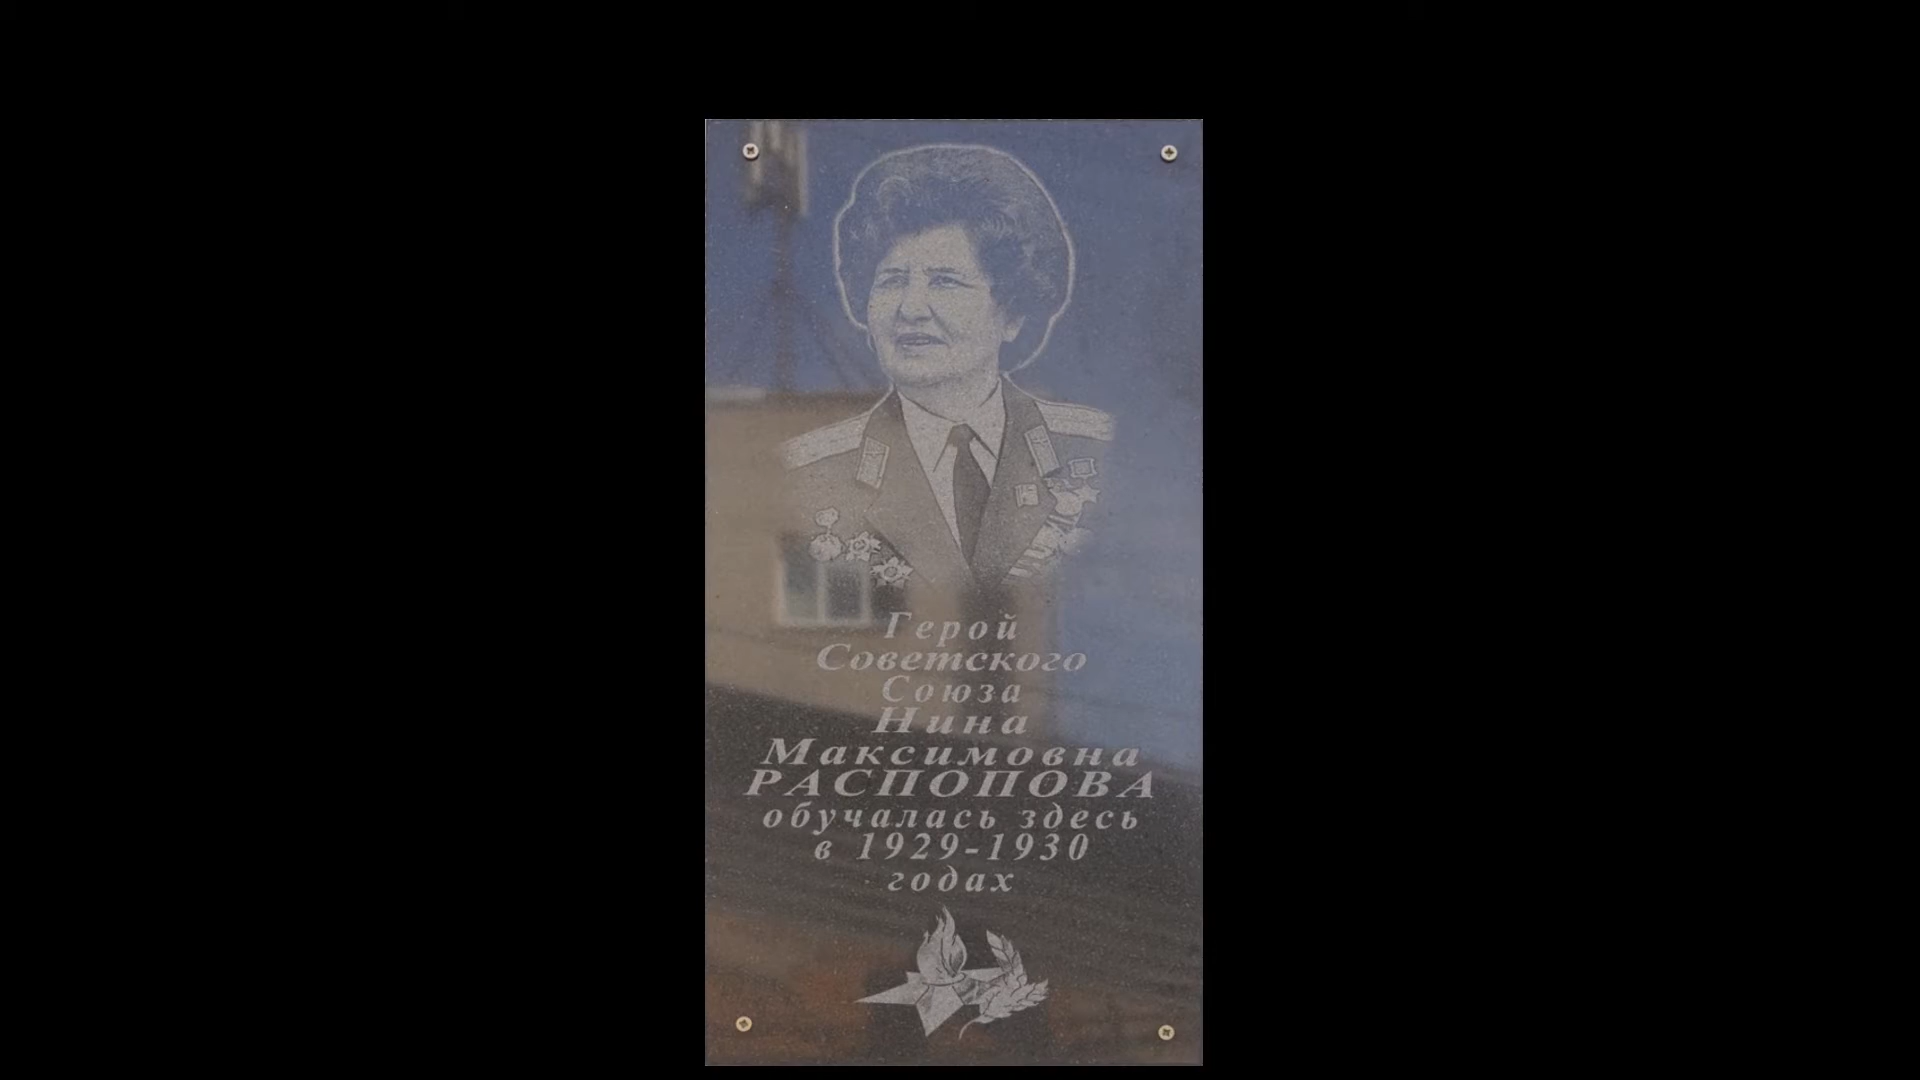 Герой
Советского
Союза
Нина
Максимовна
РАСПОПОВА
обучалась здесь
в 1929-1930
годах